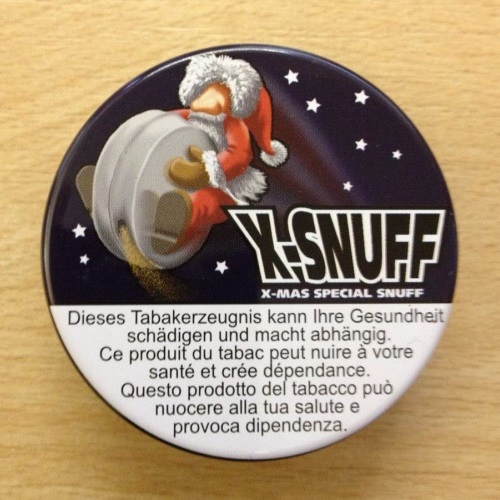 X-SNUFF
X-MAS SPECIAL SNUFF
Dieses Tabakerzeugnis kann Ihre Gesundheit
schädigen und macht abhängig.
Ce produit du tabac peut nuire à votre
santé et crée dépendance.
Questo prodotto del tabacco può
nuocere alla tua salute e
provoca dipendenza.